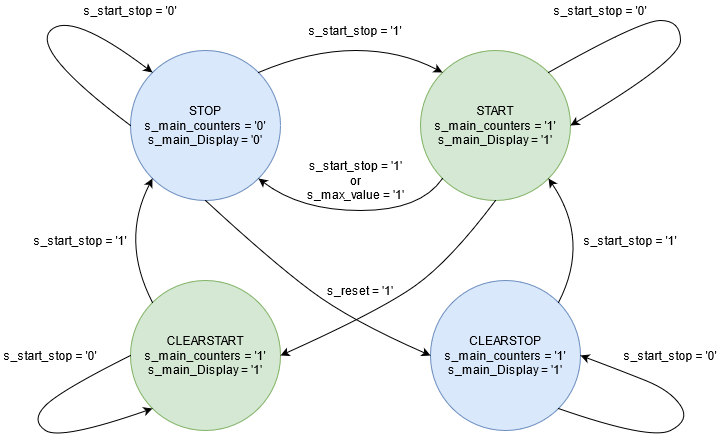 s_start_stop = '0'
s_start_stop = '1'
s_start_stop = '0'
STOP
s_main_counters = '0'
s_main_Display = '0'
START
s_main_counters = '1'
s_main_Display = '1'
s_start_stop = '1'
or
s_max_value = '1'
s_start_stop = '1'
s_start_stop = '1'
s_reset = '1'
CLEARSTART
s_main_counters = '1'
s_main_Display = '1'
CLEARSTOP
s_main_counters = '1'
s_main_Display = '1'
s_start_stop = '0'
s_start_stop = '0'